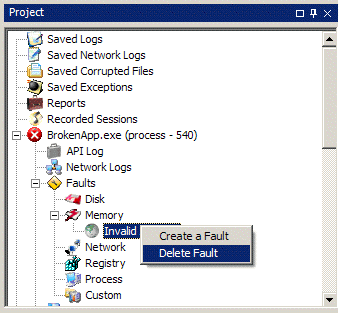 Project
Saved Logs
Saved Network Logs
Saved Corrupted Files
Saved Exceptions
Reports
Recorded Sessions
BrokenApp.exe (process - 540)
API Log
Network Logs
Faults
Disk
Memory
Invalid
Create a Fault
Delete Fault
Network
Registry
Process
Custom